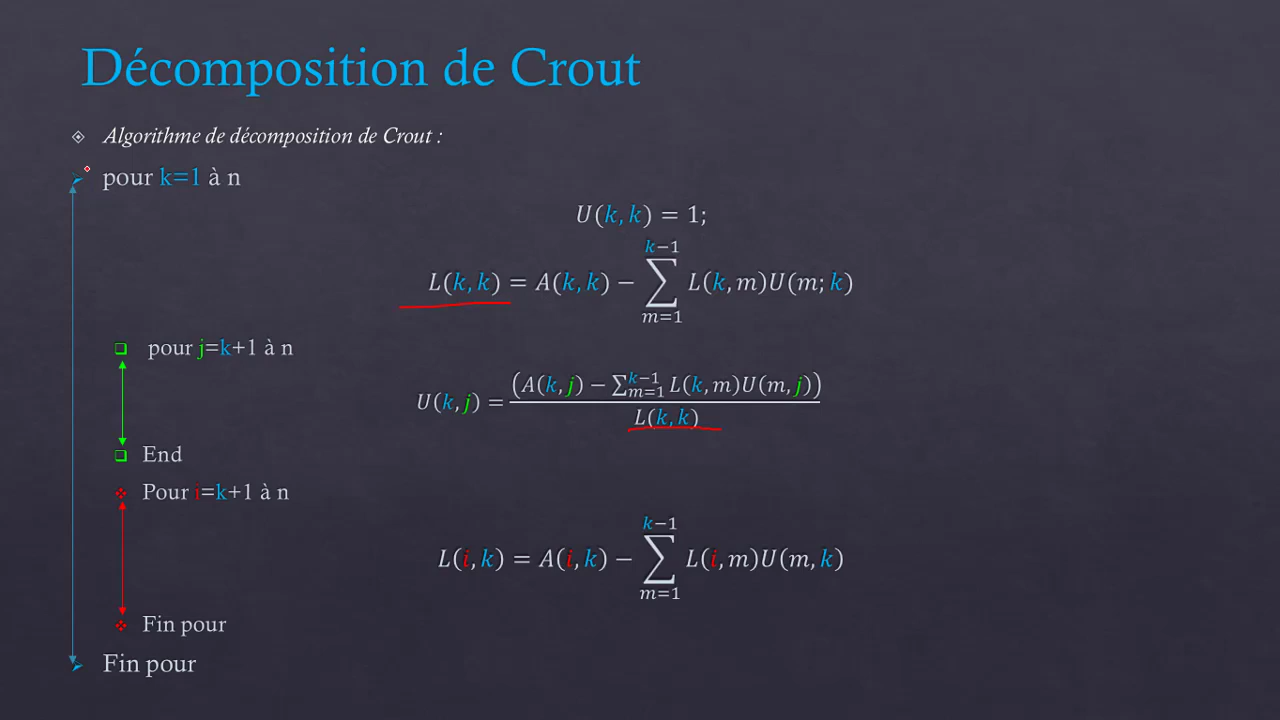 Décomposition de Crout
Algorithme de décomposition de Crout :
pour k=1 à n
U(k, k) = 1;
L(k, k) = A(k, k) − ∑_{m=1}^{k−1} L(k, m)U(m; k)
pour j=k+1 à n
U(k, j) = (A(k, j) − ∑_{m=1}^{k−1} L(k, m)U(m, j)) / L(k, k)
End
Pour i=k+1 à n
L(i, k) = A(i, k) − ∑_{m=1}^{k−1} L(i, m)U(m, k)
Fin pour
Fin pour